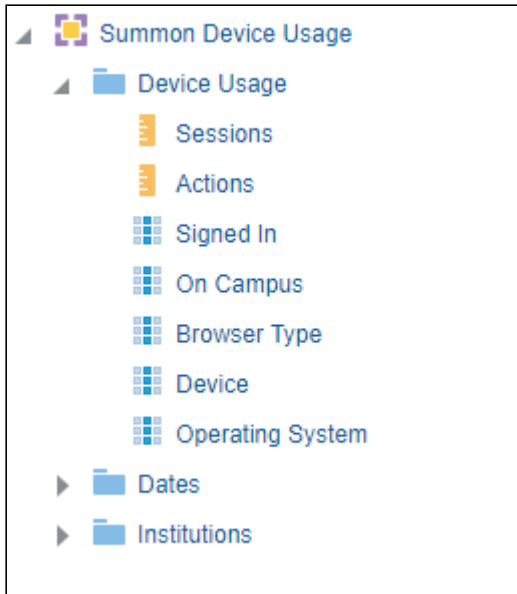 Summon Device Usage
Device Usage
Sessions
Actions
Signed In
On Campus
Browser Type
Device
Operating System
Dates
Institutions